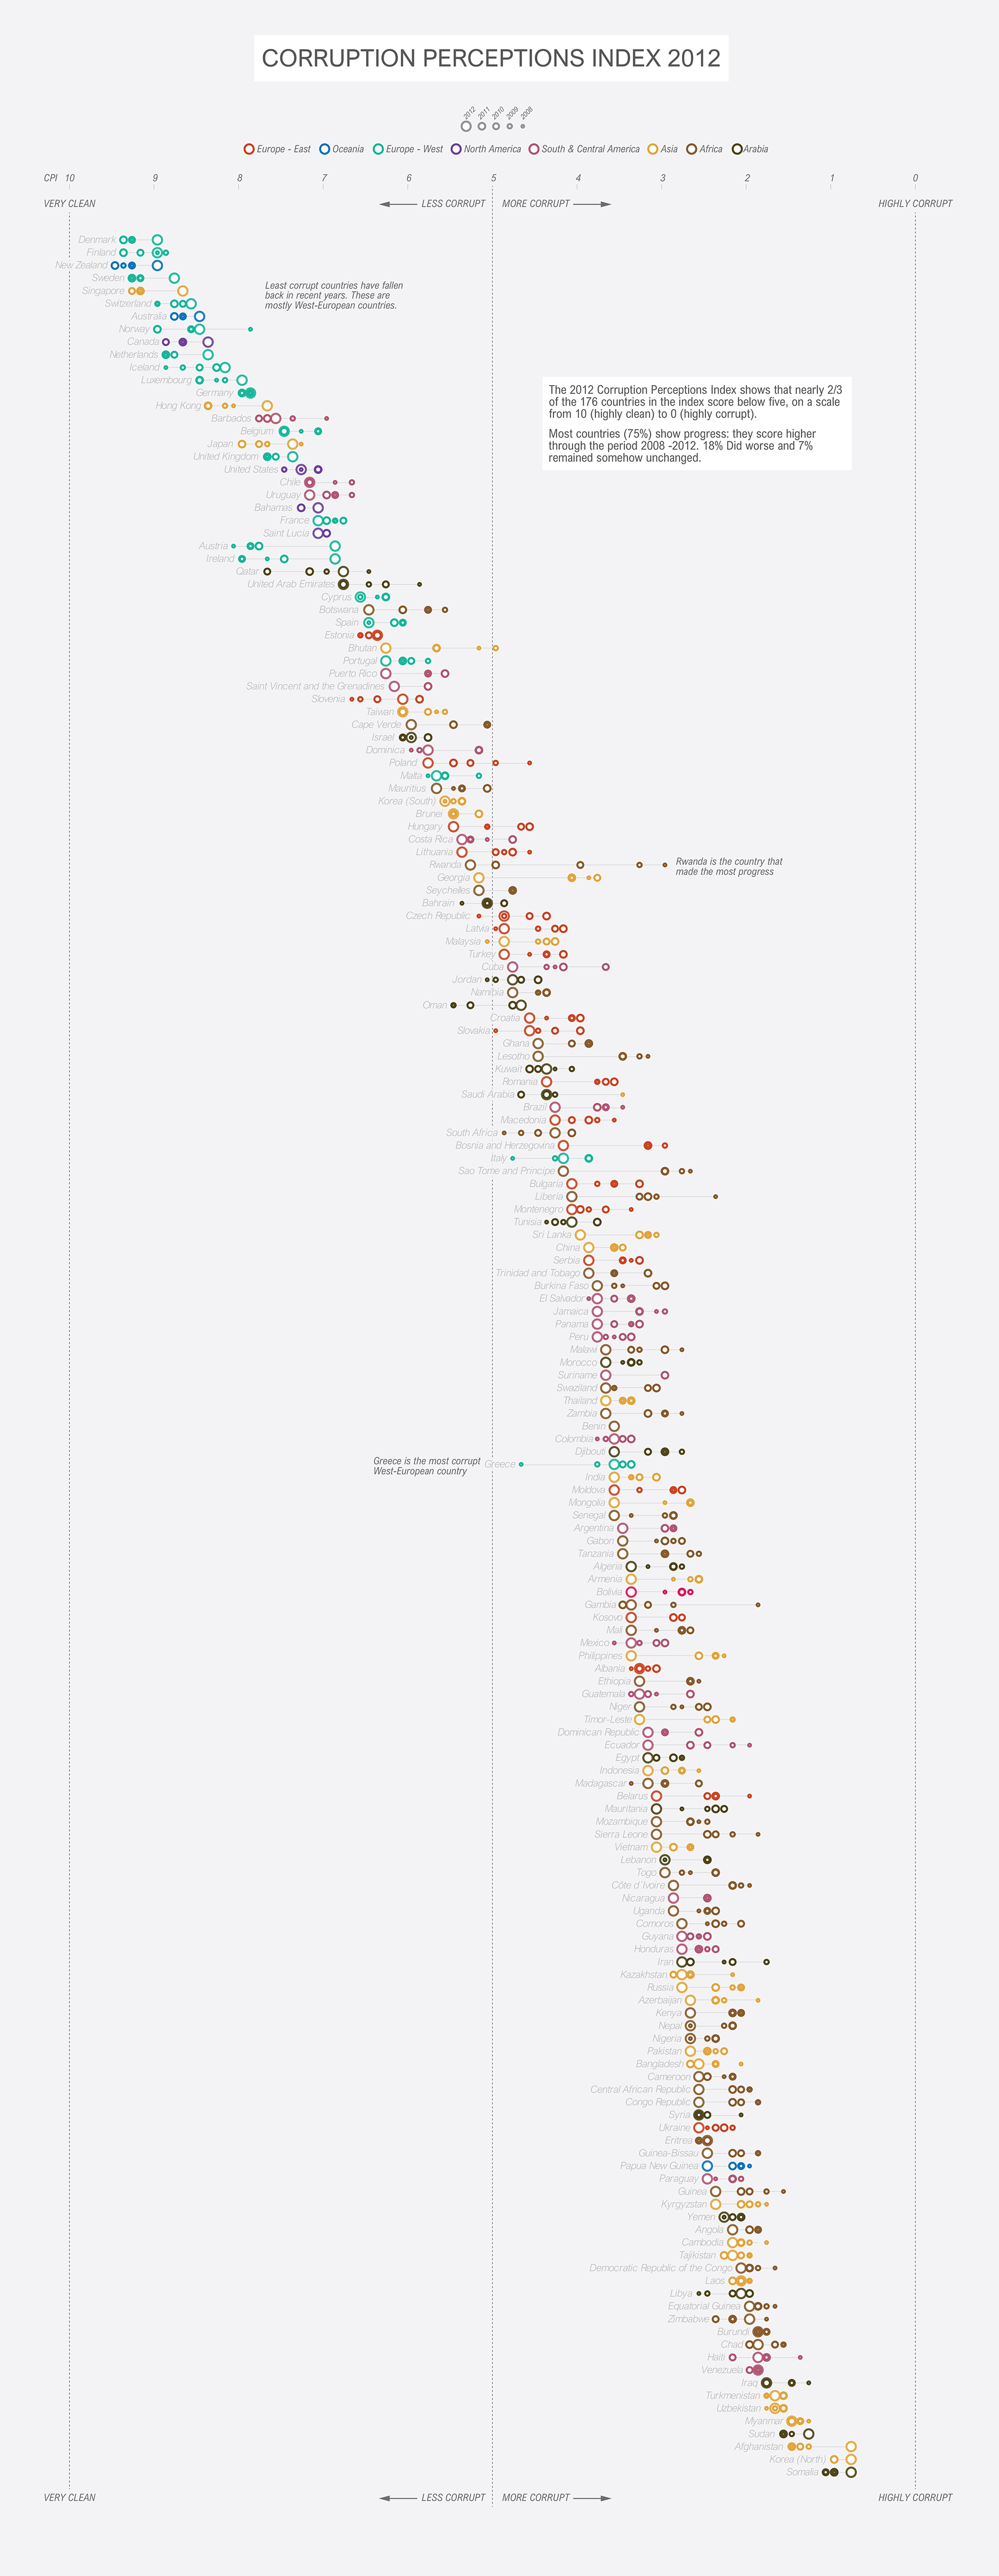 CORRUPTION PERCEPTIONS INDEX 2012
2012 2011 2010 2009 2008
Europe - East Oceania Europe - West North America South & Central America Asia Africa Arabia
CPI 10 9 8 7 6 5 4 3 2 1 0
VERY CLEAN LESS CORRUPT MORE CORRUPT HIGHLY CORRUPT
Denmark
Finland
New Zealand
Sweden
Least corrupt countries have fallen
back in recent years. These are
mostly West-European countries.
Singapore
Switzerland
Australia
Norway
Canada
Netherlands
Iceland
Luxembourg
The 2012 Corruption Perceptions Index shows that nearly 2/3
of the 176 countries in the index score below five, on a scale
from 10 (highly clean) to 0 (highly corrupt).
Most countries (75%) show progress: they score higher
through the period 2008 -2012. 18% Did worse and 7%
remained somehow unchanged.
Germany
Hong Kong
Barbados
Belgium
Japan
United Kingdom
United States
Chile
Uruguay
Bahamas
France
Saint Lucia
Austria
Ireland
Qatar
United Arab Emirates
Cyprus
Botswana
Spain
Estonia
Bhutan
Portugal
Puerto Rico
Saint Vincent and the Grenadines
Slovenia
Taiwan
Cape Verde
Israel
Dominica
Poland
Malta
Mauritius
Korea (South)
Brunei
Hungary
Costa Rica
Lithuania
Rwanda
Rwanda is the country that
made the most progress
Georgia
Seychelles
Bahrain
Czech Republic
Latvia
Malaysia
Turkey
Cuba
Jordan
Namibia
Oman
Croatia
Slovakia
Ghana
Lesotho
Kuwait
Romania
Saudi Arabia
Brazil
Macedonia
South Africa
Bosnia and Herzegovina
Italy
Sao Tome and Principe
Bulgaria
Liberia
Montenegro
Tunisia
Sri Lanka
China
Serbia
Trinidad and Tobago
Burkina Faso
El Salvador
Jamaica
Panama
Peru
Malawi
Morocco
Suriname
Swaziland
Thailand
Zambia
Benin
Colombia
Djibouti
Greece is the most corrupt
West-European country
Greece
India
Moldova
Mongolia
Senegal
Argentina
Gabon
Tanzania
Algeria
Armenia
Bolivia
Gambia
Kosovo
Mali
Mexico
Philippines
Albania
Ethiopia
Guatemala
Niger
Timor-Leste
Dominican Republic
Ecuador
Egypt
Indonesia
Madagascar
Belarus
Mauritania
Mozambique
Sierra Leone
Vietnam
Lebanon
Togo
Côte d´Ivoire
Nicaragua
Uganda
Comoros
Guyana
Honduras
Iran
Kazakhstan
Russia
Azerbaijan
Kenya
Nepal
Nigeria
Pakistan
Bangladesh
Cameroon
Central African Republic
Congo Republic
Syria
Ukraine
Eritrea
Guinea-Bissau
Papua New Guinea
Paraguay
Guinea
Kyrgyzstan
Yemen
Angola
Cambodia
Tajikistan
Democratic Republic of the Congo
Laos
Libya
Equatorial Guinea
Zimbabwe
Burundi
Chad
Haiti
Venezuela
Iraq
Turkmenistan
Uzbekistan
Myanmar
Sudan
Afghanistan
Korea (North)
Somalia
VERY CLEAN LESS CORRUPT MORE CORRUPT HIGHLY CORRUPT